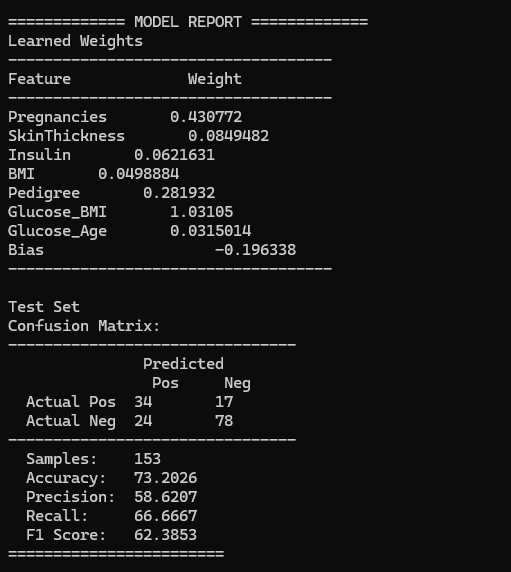 ============= MODEL REPORT =============
Learned Weights
------------------------------------
Feature             Weight
------------------------------------
Pregnancies       0.430772
SkinThickness       0.0849482
Insulin       0.0621631
BMI       0.0498884
Pedigree       0.281932
Glucose_BMI       1.03105
Glucose_Age       0.0315014
Bias                   -0.196338
------------------------------------
Test Set
Confusion Matrix:
--------------------------------
Predicted
Pos     Neg
Actual Pos  34       17
Actual Neg  24       78
--------------------------------
Samples:    153
Accuracy:   73.2026
Precision:  58.6207
Recall:     66.6667
F1 Score:   62.3853
========================